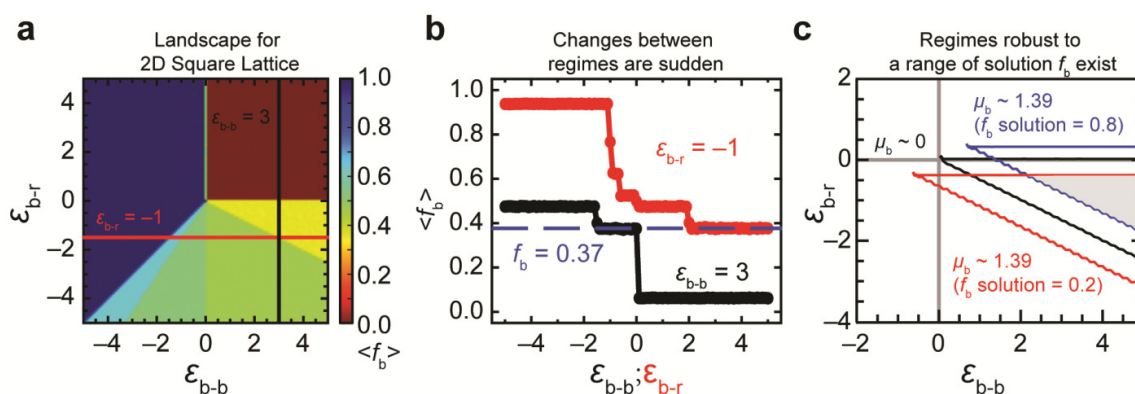 a
Landscape for
2D Square Lattice
4
2
0
−2
−4
εb-r
εb-b = 3
εb-r = −1
−4 −2 0 2 4
εb-b
1.0
0.8
0.6
0.4
0.2
0.0
<fb>
b
Changes between
regimes are sudden
1.0
0.8
0.6
0.4
0.2
0.0
<fb>
εb-r = −1
fb = 0.37
εb-b = 3
−4 −2 0 2 4
εb-b;εb-r
c
Regimes robust to
a range of solution fb exist
2
0
−2
−4
εb-r
μb ~ 1.39
(fb solution = 0.8)
μb ~ 0
μb ~ 1.39
(fb solution = 0.2)
−2 0 2 4
εb-b